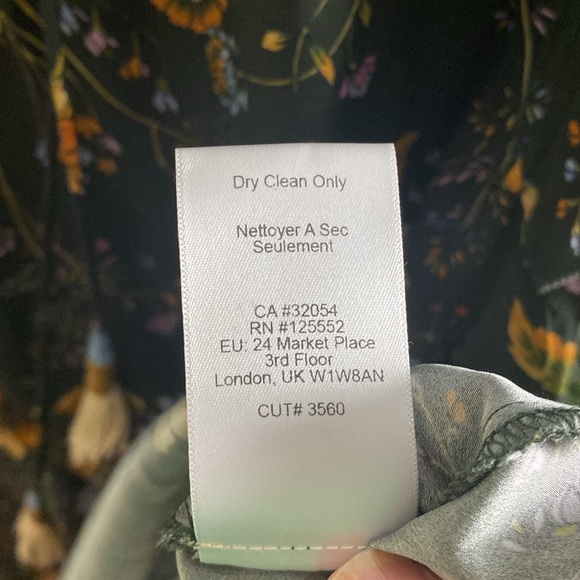 Dry Clean Only
Nettoyer A Sec
Seulement
CA #32054
RN #125552
EU: 24 Market Place
3rd Floor
London, UK W1W8AN
CUT# 3560